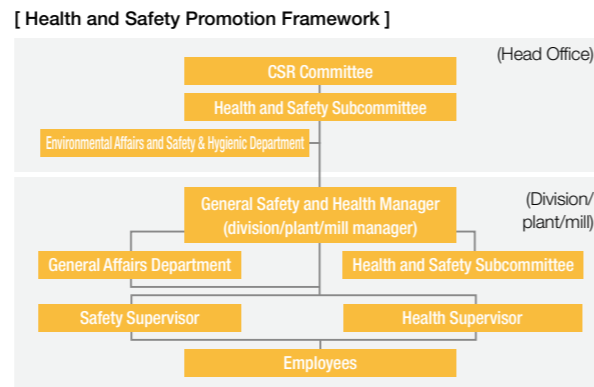 [ Health and Safety Promotion Framework ]
(Head Office)
CSR Committee
Health and Safety Subcommittee
Environmental Affairs and Safety & Hygienic Department
General Safety and Health Manager
(division/plant/mill manager)
(Division/
plant/mill)
General Affairs Department
Health and Safety Subcommittee
Safety Supervisor
Health Supervisor
Employees